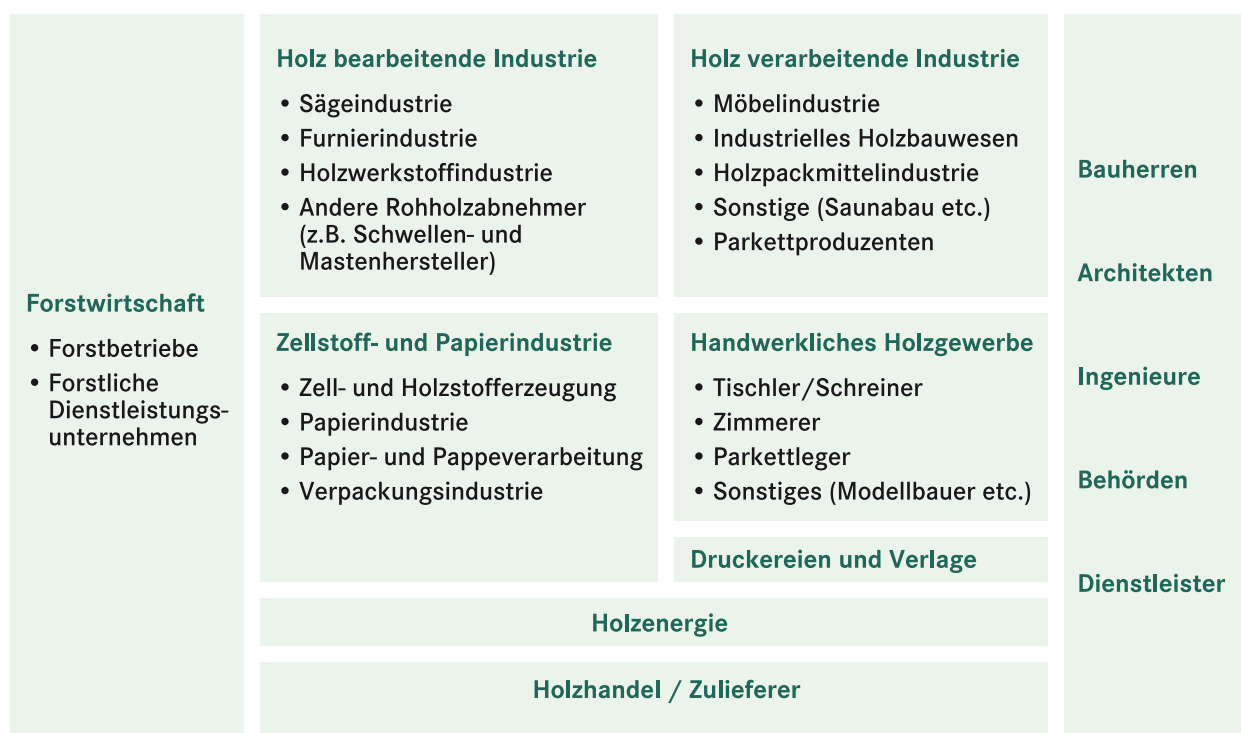 Forstwirtschaft
• Forstbetriebe
• Forstliche
Dienstleistungs-
unternehmen
Holz bearbeitende Industrie
• Sägeindustrie
• Furnierindustrie
• Holzwerkstoffindustrie
• Andere Rohholzabnehmer
(z.B. Schwellen- und
Mastenhersteller)
Holz verarbeitende Industrie
• Möbelindustrie
• Industrielles Holzbauwesen
• Holzpackmittelindustrie
• Sonstige (Saunabau etc.)
• Parkettproduzenten
Zellstoff- und Papierindustrie
• Zell- und Holzstofferzeugung
• Papierindustrie
• Papier- und Pappeverarbeitung
• Verpackungsindustrie
Handwerkliches Holzgewerbe
• Tischler/Schreiner
• Zimmerer
• Parkettleger
• Sonstiges (Modellbauer etc.)
Druckereien und Verlage
Holzenergie
Holzhandel / Zulieferer
Bauherren
Architekten
Ingenieure
Behörden
Dienstleister